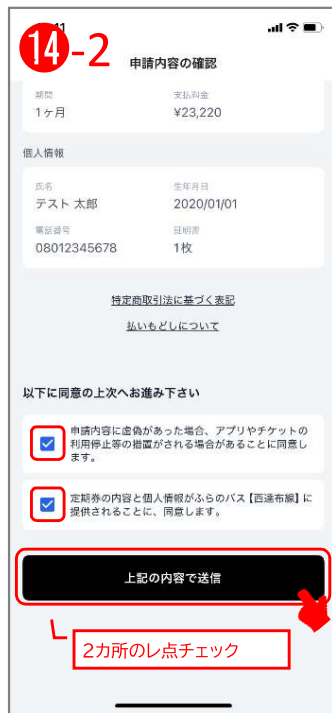 ⑭-2
申請内容の確認
期間 支払料金
1ヶ月 ¥23,220
個人情報
氏名 生年月日
テスト 太郎 2020/01/01
電話番号 証明書
08012345678 1枚
特定商取引法に基づく表記
払いもどしについて
以下に同意の上次へお進み下さい
申請内容に虚偽があった場合、アプリやチケットの
利用停止等の措置がされる場合があることに同意し
ます。
定期券の内容と個人情報がふらのバス【西達布線】に
提供されることに、同意します。
上記の内容で送信
2カ所のレ点チェック